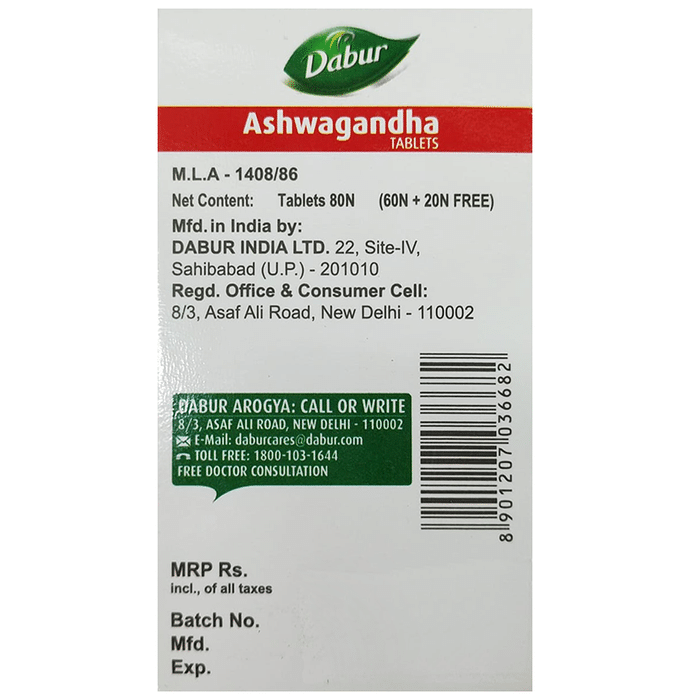 Dabur
Ashwagandha
TABLETS
M.L.A - 1408/86
Net Content: Tablets 80N (60N + 20N FREE)
Mfd. in India by:
DABUR INDIA LTD. 22, Site-IV,
Sahibabad (U.P.) - 201010
Regd. Office & Consumer Cell:
8/3, Asaf Ali Road, New Delhi - 110002
DABUR AROGYA: CALL OR WRITE
8/3, ASAF ALI ROAD, NEW DELHI - 110002
E-Mail: daburcares@dabur.com
TOLL FREE: 1800-103-1644
FREE DOCTOR CONSULTATION
8 901207 036682
MRP Rs.
incl., of all taxes
Batch No.
Mfd.
Exp.